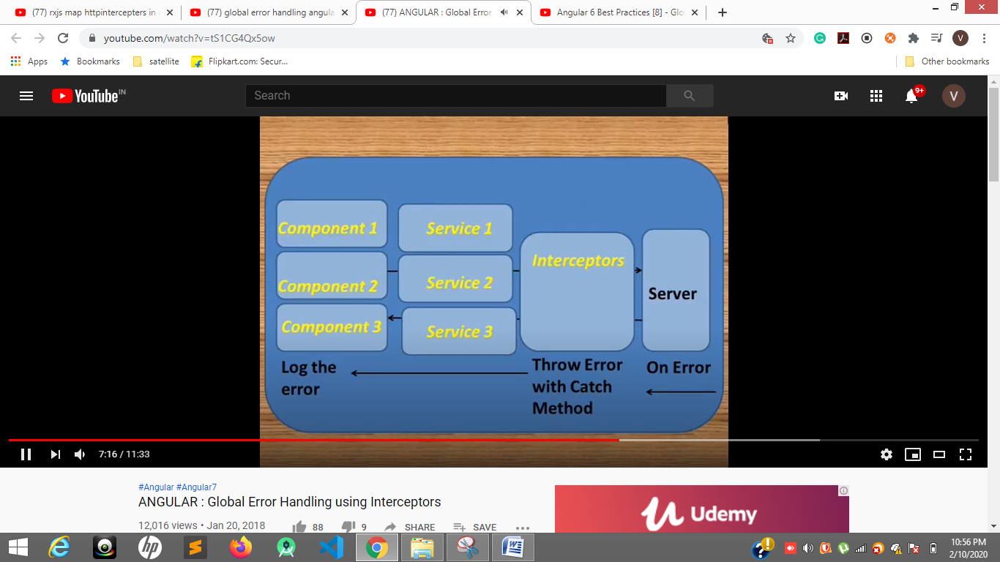 (77) rxjs map httpintercepters in
(77) global error handling angula
(77) ANGULAR : Global Error
Angular 6 Best Practices [8] - Glo
youtube.com/watch?v=tS1CG4Qx5ow
V
Apps
Bookmarks
satellite
Flipkart.com: Secur...
Other bookmarks
YouTube IN
Search
9+
V
Component 1
Service 1
Interceptors
Component 2
Service 2
Server
Component 3
Service 3
Log the
error
Throw Error
with Catch
Method
On Error
7:16 / 11:33
#Angular #Angular7
ANGULAR : Global Error Handling using Interceptors
12,016 views • Jan 20, 2018
88
9
SHARE
SAVE
Udemy
10:56 PM
2/10/2020